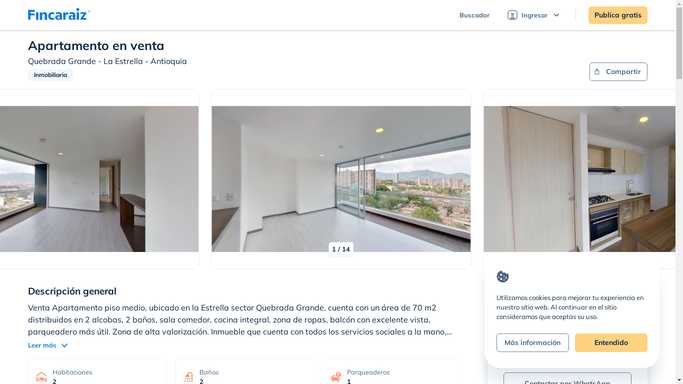 Fincaraiz
Buscador
Ingresar
Publica gratis
Apartamento en venta
Quebrada Grande - La Estrella - Antioquia
Inmobiliaria
Compartir
1 / 14
Descripción general
Venta Apartamento piso medio, ubicado en la Estrella sector Quebrada Grande, cuenta con un área de 70 m2
distribuidos en 2 alcobas, 2 baños, sala comedor, cocina integral, zona de ropas, balcón con excelente vista,
parqueadero más útil. Zona de alta valorización. Inmueble que cuenta con todos los servicios sociales a la mano,...
Leer más
Habitaciones
2
Baños
2
Parqueaderos
1
Utilizamos cookies para mejorar tu experiencia en
nuestro sitio web. Al continuar en el sitio
consideramos que aceptas su uso.
Más información
Entendido
Contactar por WhatsApp